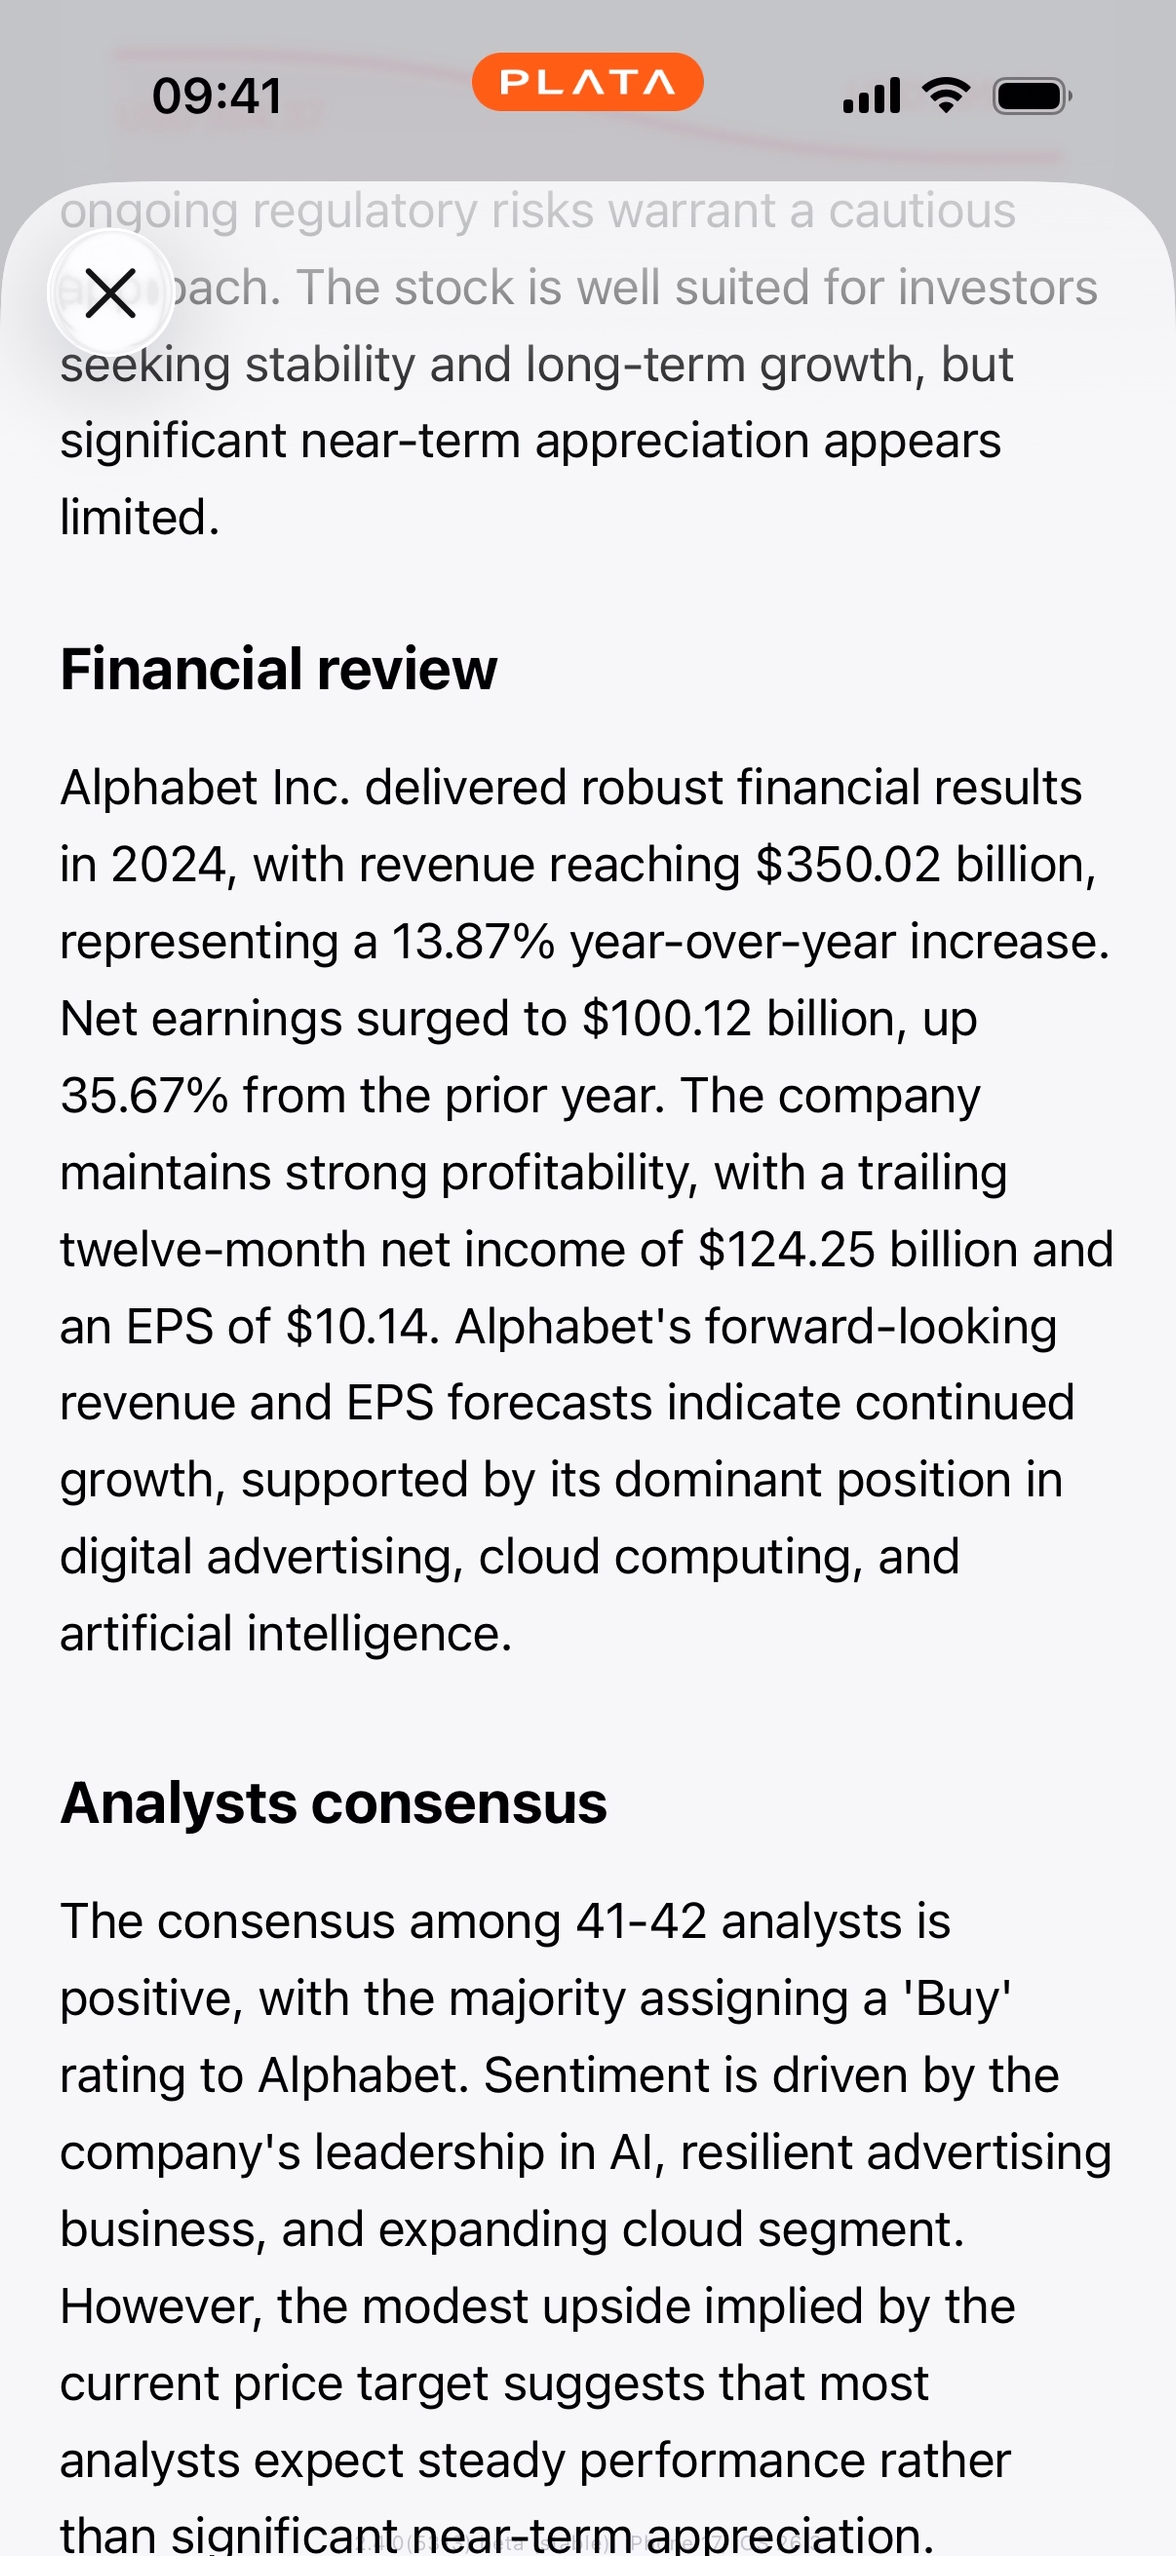 09:41
PLATA
ongoing regulatory risks warrant a cautious
approach. The stock is well suited for investors
seeking stability and long-term growth, but
significant near-term appreciation appears
limited.
Financial review
Alphabet Inc. delivered robust financial results
in 2024, with revenue reaching $350.02 billion,
representing a 13.87% year-over-year increase.
Net earnings surged to $100.12 billion, up
35.67% from the prior year. The company
maintains strong profitability, with a trailing
twelve-month net income of $124.25 billion and
an EPS of $10.14. Alphabet's forward-looking
revenue and EPS forecasts indicate continued
growth, supported by its dominant position in
digital advertising, cloud computing, and
artificial intelligence.
Analysts consensus
The consensus among 41-42 analysts is
positive, with the majority assigning a 'Buy'
rating to Alphabet. Sentiment is driven by the
company's leadership in AI, resilient advertising
business, and expanding cloud segment.
However, the modest upside implied by the
current price target suggests that most
analysts expect steady performance rather
than significant near-term appreciation.